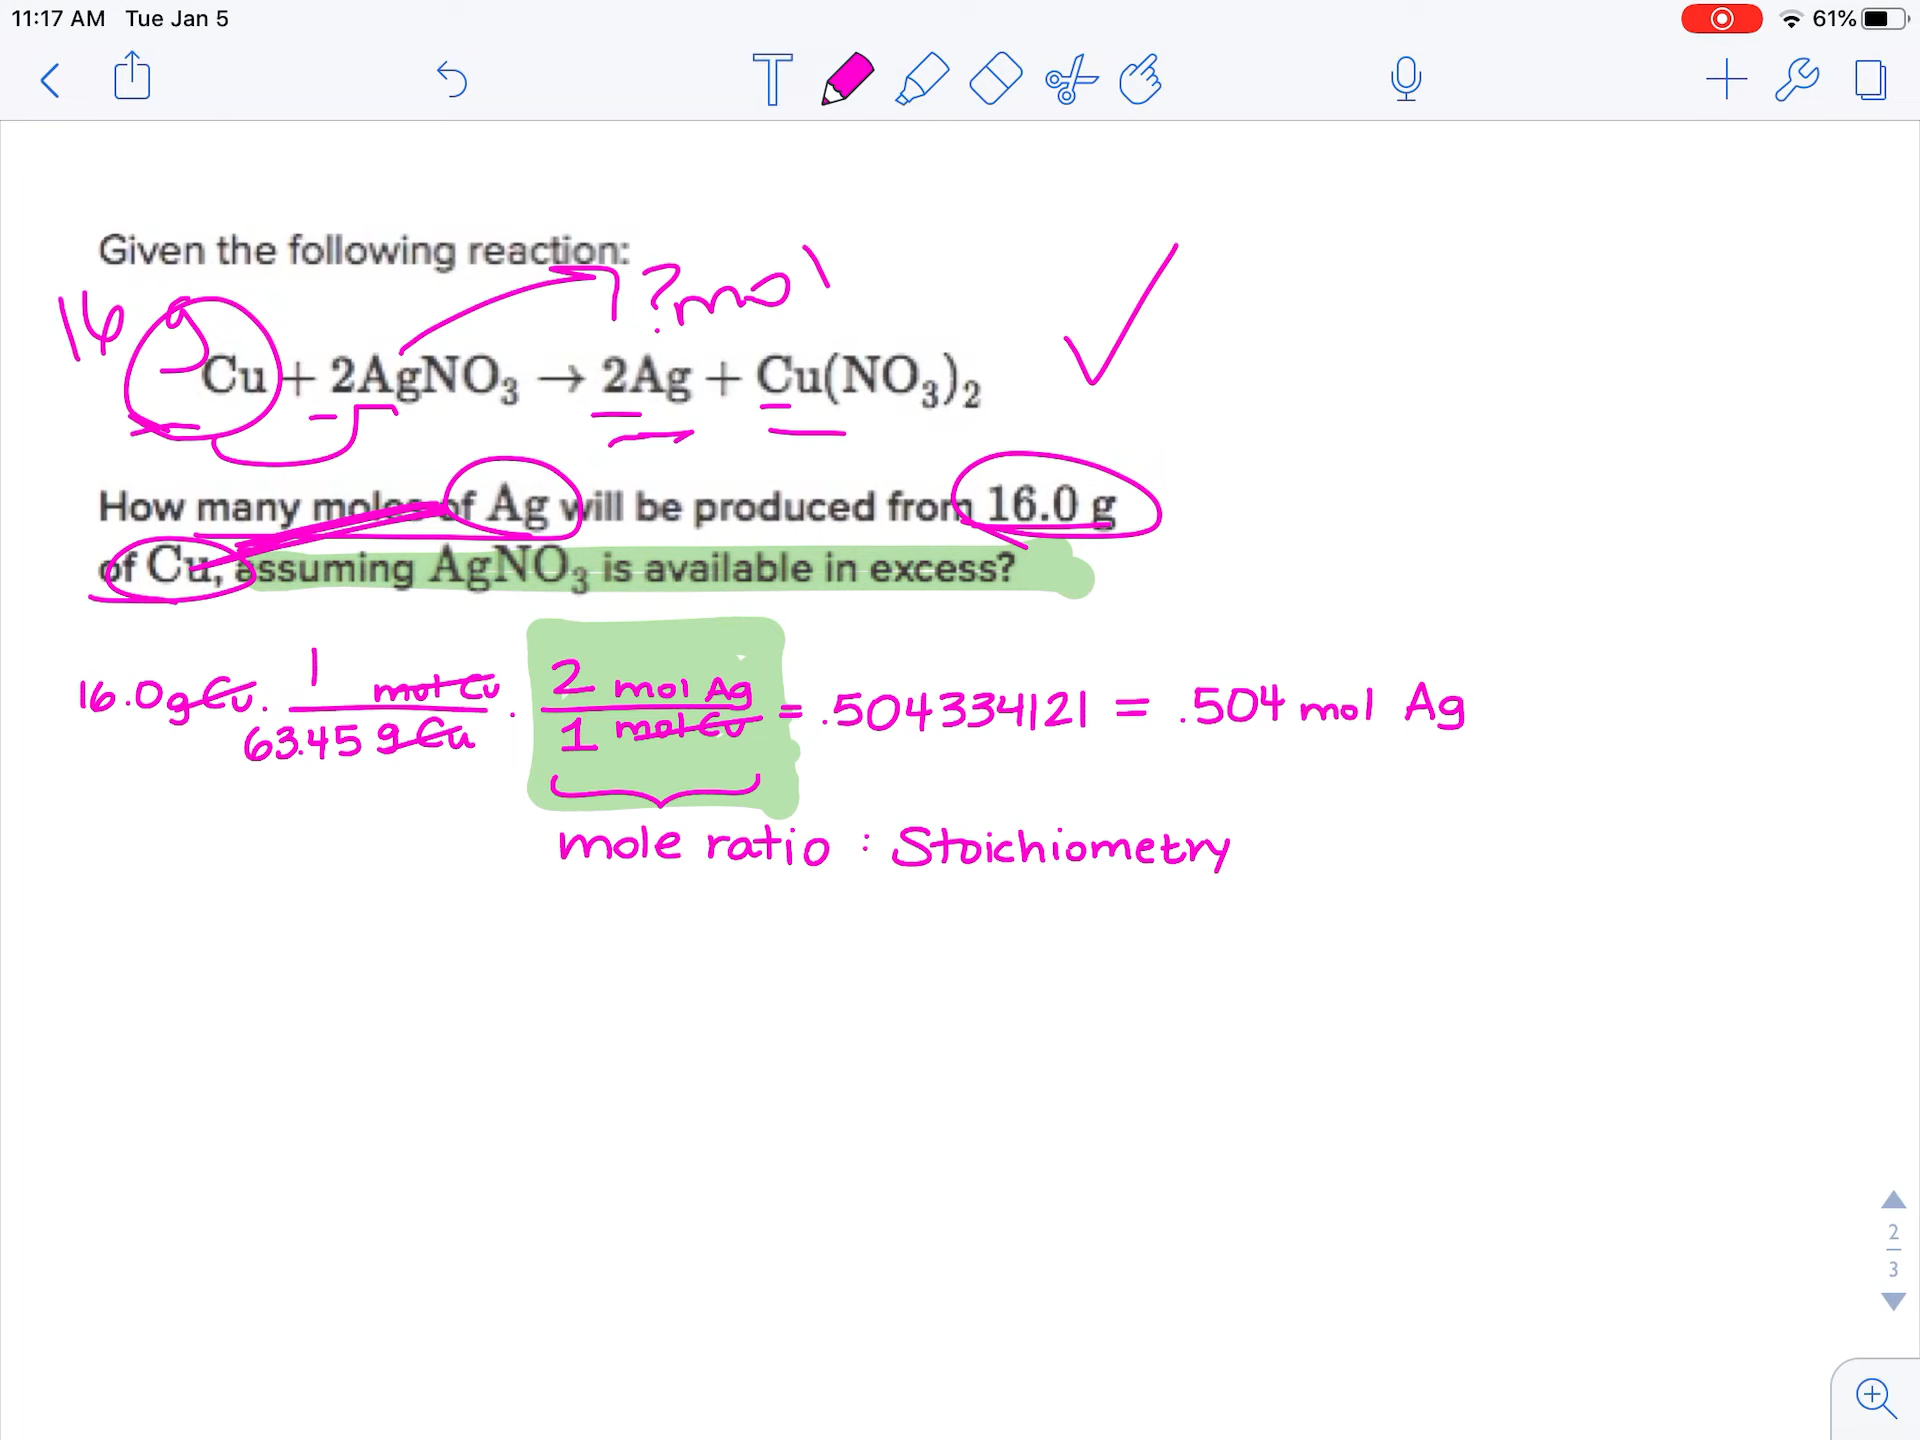 11:17 AM Tue Jan 5
61%
T
Given the following reaction:
16 g
? mol
Cu + 2AgNO₃ → 2Ag + Cu(NO₃)₂
How many moles of Ag will be produced from 16.0 g
of Cu, assuming AgNO₃ is available in excess?
16.0g Cu · 1 mol Cu / 63.45 g Cu · 2 mol Ag / 1 mol Cu = .504334121 = .504 mol Ag
mole ratio : Stoichiometry
2
3